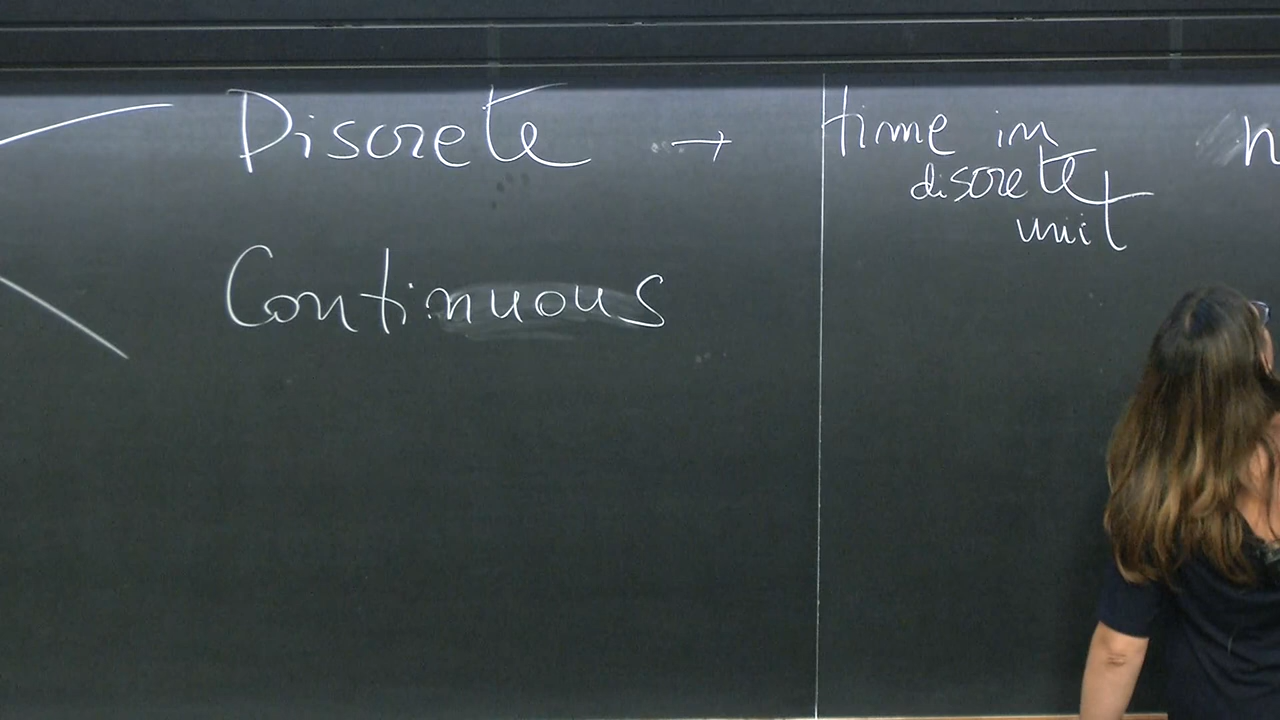 Discrete → time in n
discrete
unit
Continuous